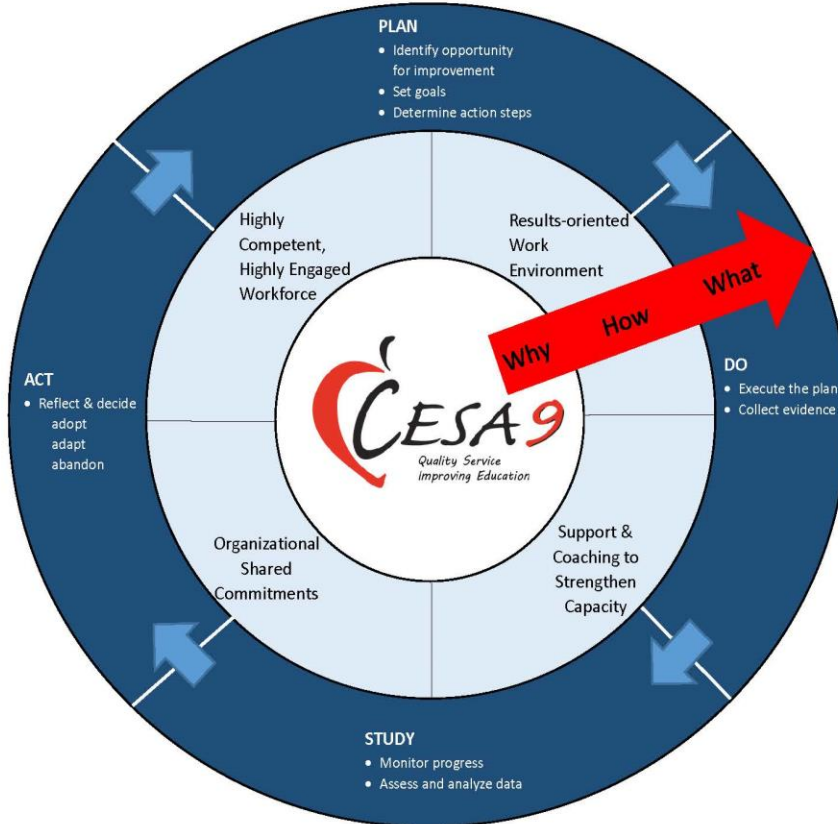 PLAN
• Identify opportunity
for improvement
• Set goals
• Determine action steps
Highly
Competent,
Highly Engaged
Workforce
Results-oriented
Work
Environment
Why How What
ACT
• Reflect & decide
adopt
adapt
abandon
CESA 9
Quality Service
Improving Education
DO
• Execute the plan
• Collect evidence
Organizational
Shared
Commitments
Support &
Coaching to
Strengthen
Capacity
STUDY
• Monitor progress
• Assess and analyze data